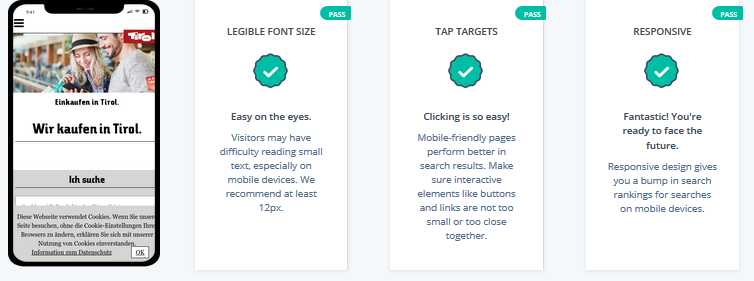 9:41
Tirol
Einkaufen in Tirol.
Wir kaufen in Tirol.
Ich suche
Diese Webseite verwendet Cookies. Wenn Sie unsere
Seite besuchen, ohne die Cookie-Einstellungen Ihres
Browsers zu ändern, erklären Sie sich mit unserer
Nutzung von Cookies einverstanden.
Information zum Datenschutz
OK
PASS
LEGIBLE FONT SIZE
Easy on the eyes.
Visitors may have
difficulty reading small
text, especially on
mobile devices. We
recommend at least
12px.
PASS
TAP TARGETS
Clicking is so easy!
Mobile-friendly pages
perform better in
search results. Make
sure interactive
elements like buttons
and links are not too
small or too close
together.
PASS
RESPONSIVE
Fantastic! You're
ready to face the
future.
Responsive design gives
you a bump in search
rankings for searches
on mobile devices.